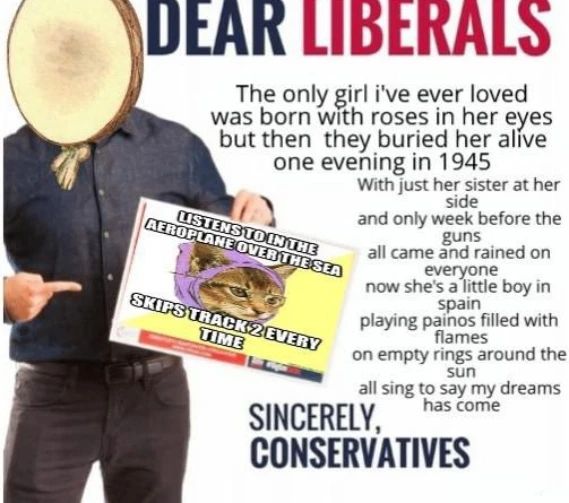 DEAR LIBERALS
The only girl i've ever loved
was born with roses in her eyes
but then they buried her alive
one evening in 1945
With just her sister at her
side
and only week before the
guns
all came and rained on
everyone
now she's a little boy in
spain
playing painos filled with
flames
on empty rings around the
sun
all sing to say my dreams
has come
LISTENS TO IN THE
AEROPLANE OVER THE SEA
SKIPS TRACK 2 EVERY
TIME
SINCERELY,
CONSERVATIVES